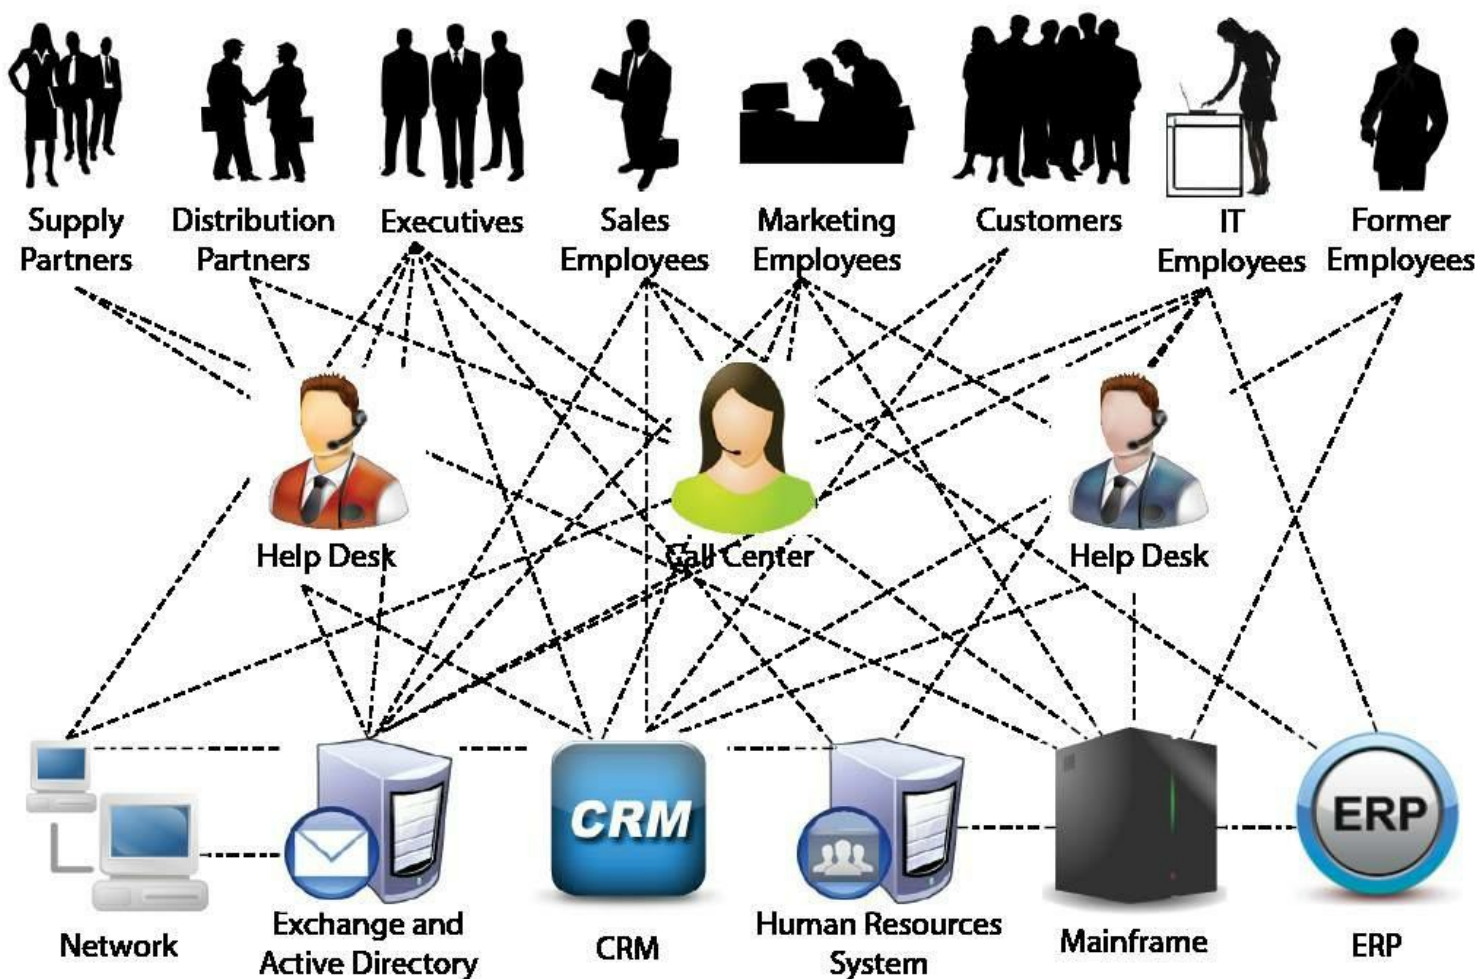 Supply
Partners
Distribution
Partners
Executives
Sales
Employees
Marketing
Employees
Customers
IT
Employees
Former
Employees
Help Desk
Call Center
Help Desk
CRM
ERP
Network
Exchange and
Active Directory
CRM
Human Resources
System
Mainframe
ERP